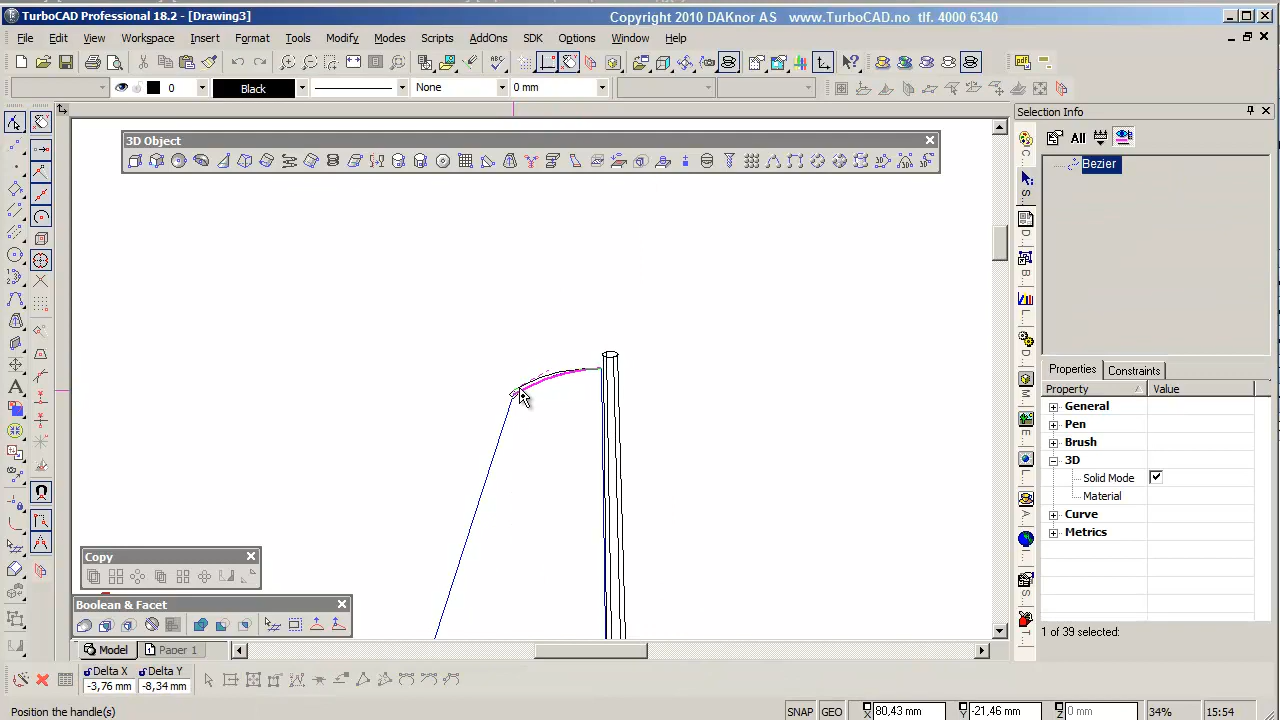 TurboCAD Professional 18.2 - [Drawing3]
Copyright 2010 DAKnor AS www.TurboCAD.no tlf. 4000 6340
File Edit View Workspace Insert Format Tools Modify Modes Scripts AddOns SDK Options Window Help
0 Black None 0 mm
Selection Info
3D Object
All
Bezier
Properties Constraints
Property Value
General
Pen
Brush
3D
Solid Mode
Material
Curve
Metrics
Copy
Boolean & Facet
1 of 39 selected:
Model Paper 1
Delta X Delta Y
-3,76 mm -8,34 mm
Position the handle(s)
SNAP GEO X 80,43 mm Y -21,46 mm Z 0 mm 34% 15:54